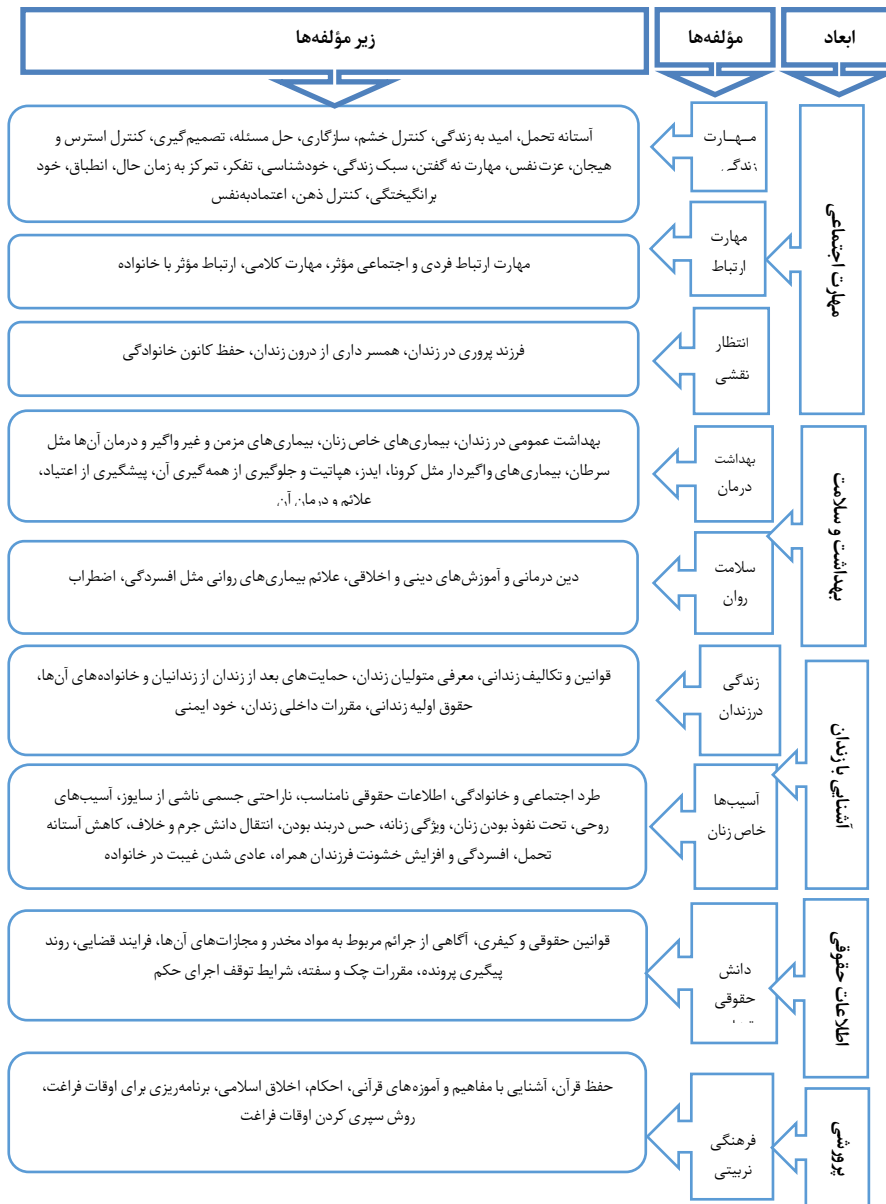 ابعاد
مؤلفه‌ها
زیر مؤلفه‌ها
مهارت اجتماعی
مـهـارت
زندگی
آستانه تحمل، امید به زندگی، کنترل خشم، سازگاری، حل مسئله، تصمیم‌گیری، کنترل استرس و
هیجان، عزت‌نفس، مهارت نه گفتن، سبک زندگی، خودشناسی، تفکر، تمرکز به زمان حال، انطباق، خود
برانگیختگی، کنترل ذهن، اعتمادبه‌نفس
مهارت
ارتباط
مهارت ارتباط فردی و اجتماعی مؤثر، مهارت کلامی، ارتباط مؤثر با خانواده
انتظار
نقشی
فرزند پروری در زندان، همسر داری از درون زندان، حفظ کانون خانوادگی
بهداشت و سلامت
بهداشت
درمان
بهداشت عمومی در زندان، بیماری‌های خاص زنان، بیماری‌های مزمن و غیر واگیر و درمان آن‌ها مثل
سرطان، بیماری‌های واگیردار مثل کرونا، ایدز، هپاتیت و جلوگیری از همه‌گیری آن، پیشگیری از اعتیاد،
علائم و درمان آن
سلامت
روان
دین درمانی و آموزش‌های دینی و اخلاقی، علائم بیماری‌های روانی مثل افسردگی، اضطراب
آشنایی با زندان
زندگی
درزندان
قوانین و تکالیف زندانی، معرفی متولیان زندان، حمایت‌های بعد از زندان از زندانیان و خانواده‌های آن‌ها،
حقوق اولیه زندانی، مقررات داخلی زندان، خود ایمنی
آسیب‌ها
خاص زنان
طرد اجتماعی و خانوادگی، اطلاعات حقوقی نامناسب، ناراحتی جسمی ناشی از سایوز، آسیب‌های
روحی، تحت نفوذ بودن زنان، ویژگی زنانه، حس دربند بودن، انتقال دانش جرم و خلاف، کاهش آستانه
تحمل، افسردگی و افزایش خشونت فرزندان همراه، عادی شدن غیبت در خانواده
اطلاعات حقوقی
دانش
حقوقی
قوانین حقوقی و کیفری، آگاهی از جرائم مربوط به مواد مخدر و مجازات‌های آن‌ها، فرایند قضایی، روند
پیگیری پرونده، مقررات چک و سفته، شرایط توقف اجرای حکم
پرورشی
فرهنگی
تربیتی
حفظ قرآن، آشنایی با مفاهیم و آموزه‌های قرآنی، احکام، اخلاق اسلامی، برنامه‌ریزی برای اوقات فراغت،
روش سپری کردن اوقات فراغت